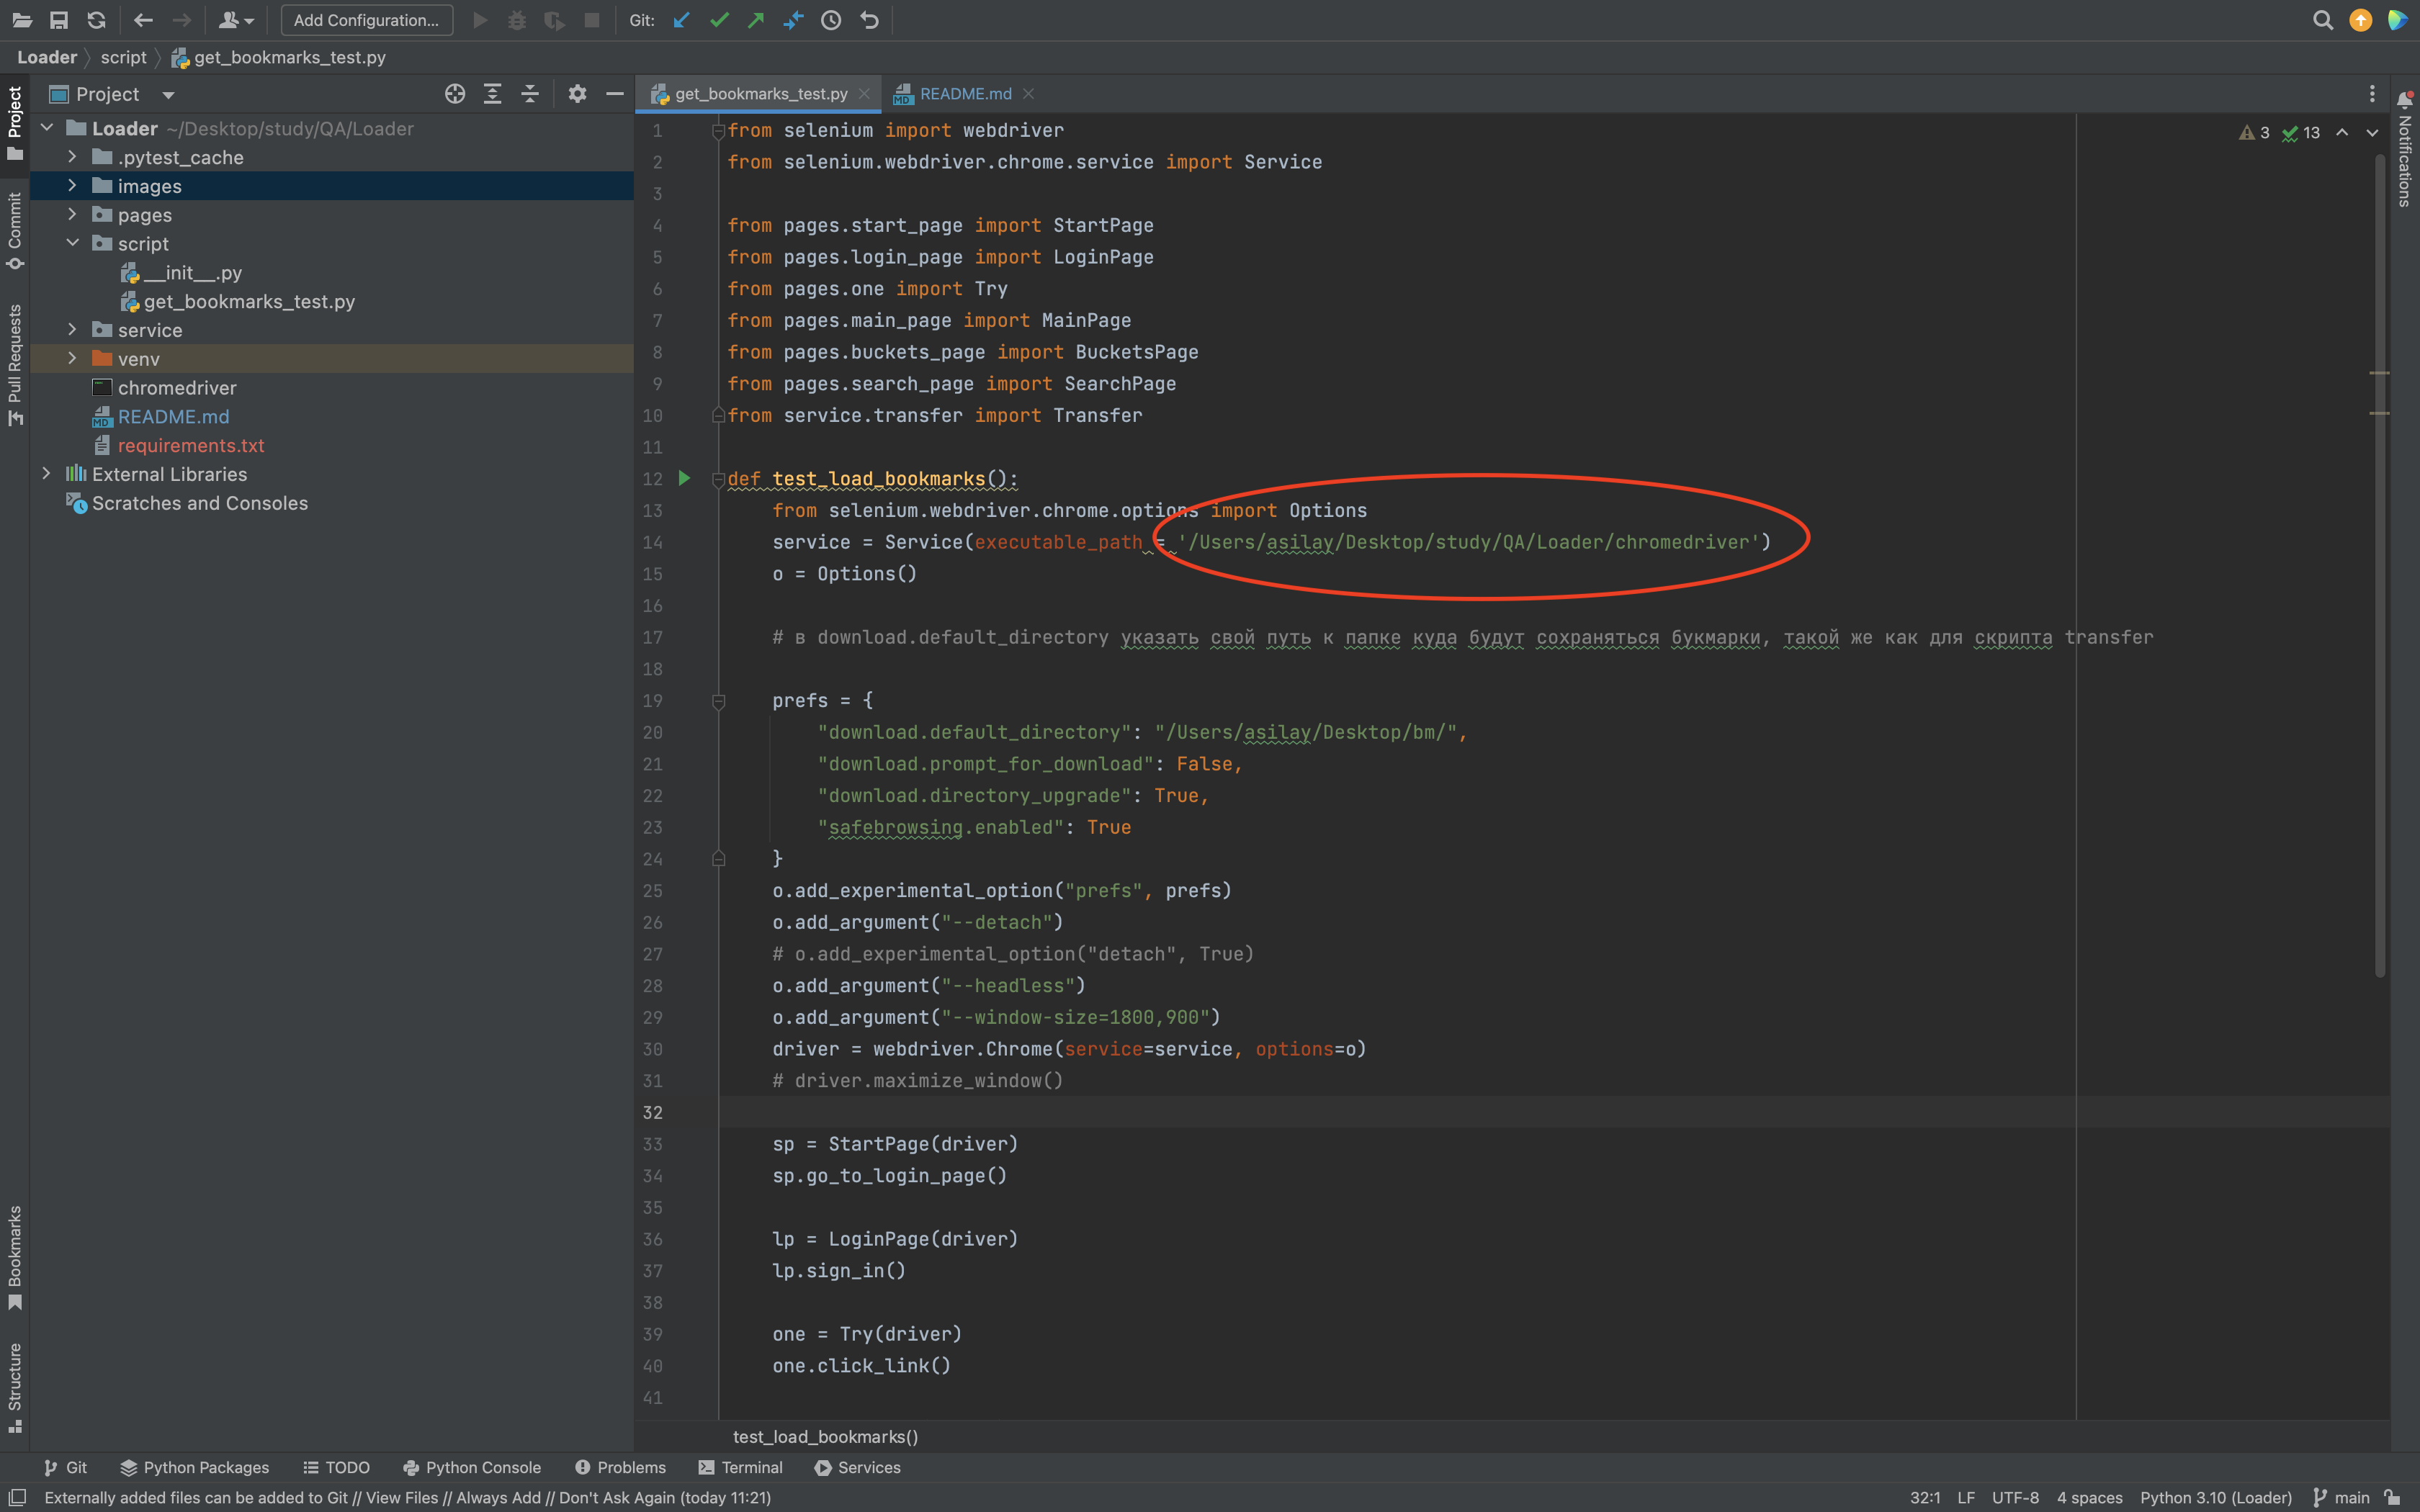 Add Configuration...
Git:
Loader
script
get_bookmarks_test.py
Project
get_bookmarks_test.py
README.md
Project
Commit
Pull Requests
Bookmarks
Structure
Notifications
Loader ~/Desktop/study/QA/Loader
.pytest_cache
images
pages
script
__init__.py
get_bookmarks_test.py
service
venv
chromedriver
README.md
requirements.txt
External Libraries
Scratches and Consoles
3 13
1 from selenium import webdriver
2 from selenium.webdriver.chrome.service import Service
3
4 from pages.start_page import StartPage
5 from pages.login_page import LoginPage
6 from pages.one import Try
7 from pages.main_page import MainPage
8 from pages.buckets_page import BucketsPage
9 from pages.search_page import SearchPage
10 from service.transfer import Transfer
11
12 def test_load_bookmarks():
13 from selenium.webdriver.chrome.options import Options
14 service = Service(executable_path = '/Users/asilay/Desktop/study/QA/Loader/chromedriver')
15 o = Options()
16
17 # в download.default_directory указать свой путь к папке куда будут сохраняться букмарки, такой же как для скрипта transfer
18
19 prefs = {
20 "download.default_directory": "/Users/asilay/Desktop/bm/",
21 "download.prompt_for_download": False,
22 "download.directory_upgrade": True,
23 "safebrowsing.enabled": True
24 }
25 o.add_experimental_option("prefs", prefs)
26 o.add_argument("--detach")
27 # o.add_experimental_option("detach", True)
28 o.add_argument("--headless")
29 o.add_argument("--window-size=1800,900")
30 driver = webdriver.Chrome(service=service, options=o)
31 # driver.maximize_window()
32
33 sp = StartPage(driver)
34 sp.go_to_login_page()
35
36 lp = LoginPage(driver)
37 lp.sign_in()
38
39 one = Try(driver)
40 one.click_link()
41
test_load_bookmarks()
Git
Python Packages
TODO
Python Console
Problems
Terminal
Services
Externally added files can be added to Git // View Files // Always Add // Don't Ask Again (today 11:21)
32:1 LF UTF-8 4 spaces Python 3.10 (Loader) main